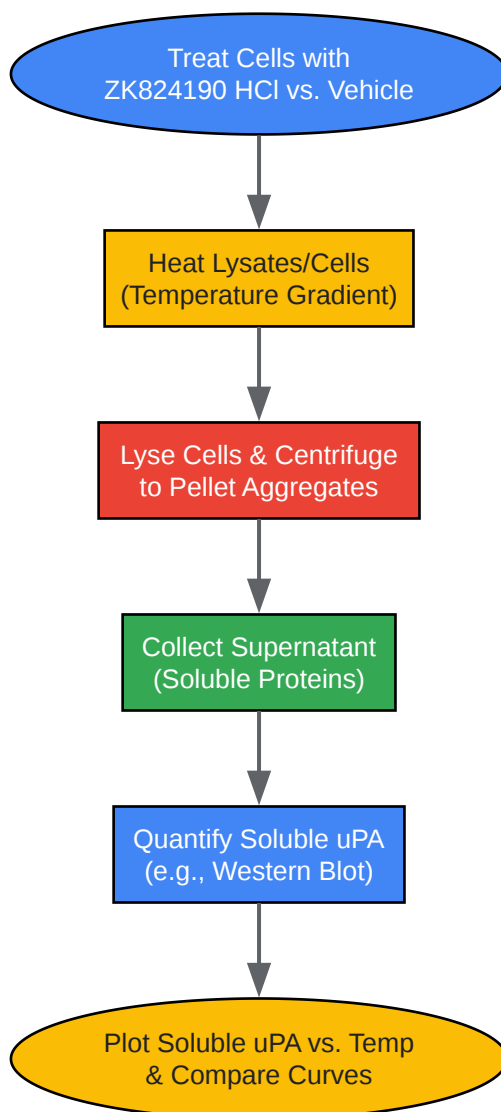 Treat Cells with
ZK824190 HCl vs. Vehicle
Heat Lysates/Cells
(Temperature Gradient)
Lyse Cells & Centrifuge
to Pellet Aggregates
Collect Supernatant
(Soluble Proteins)
Quantify Soluble uPA
(e.g., Western Blot)
Plot Soluble uPA vs. Temp
& Compare Curves